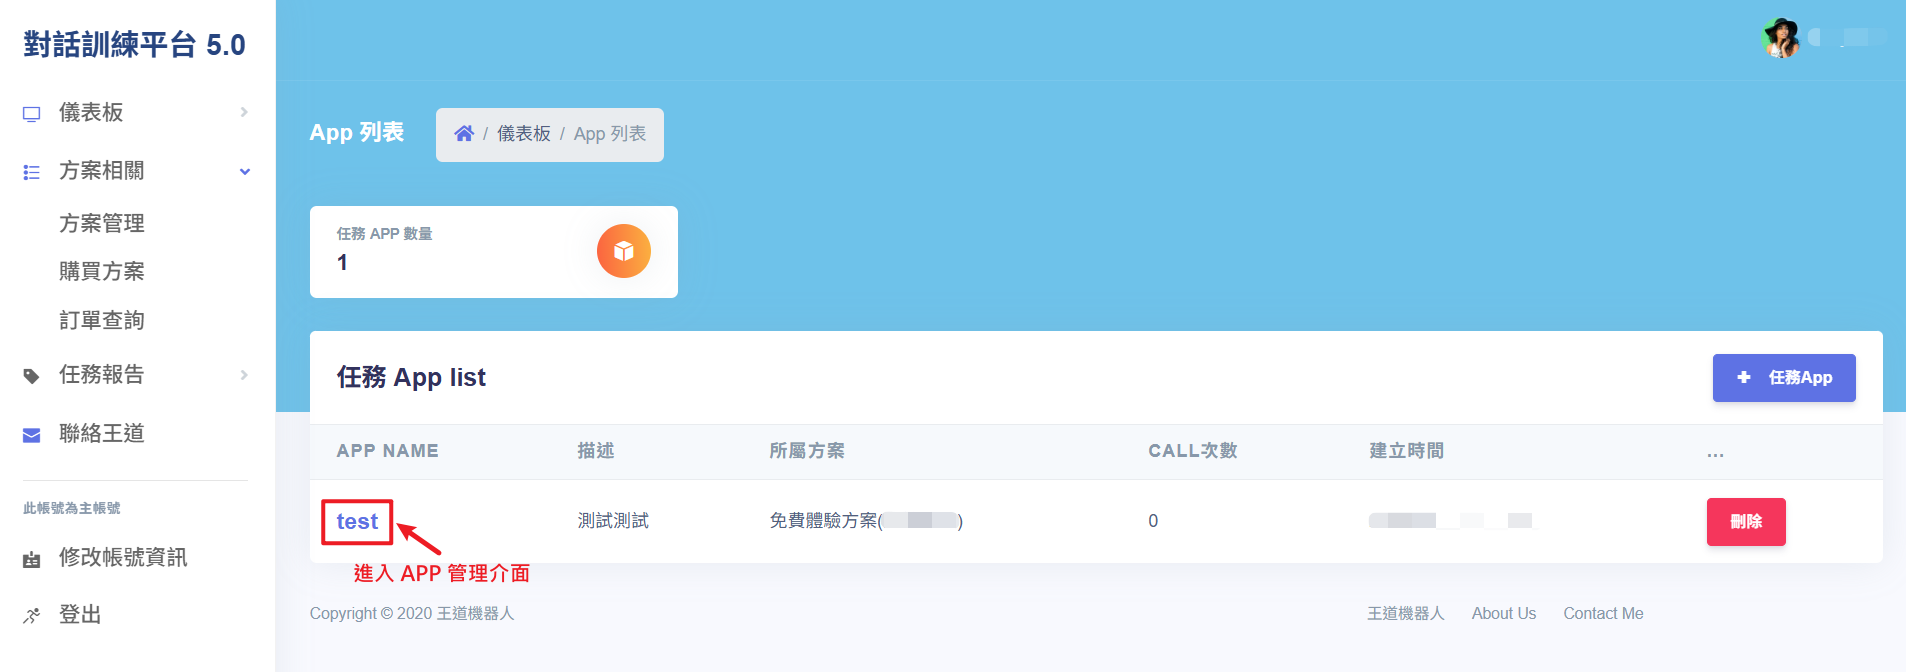 對話訓練平台 5.0
儀表板
方案相關
方案管理
購買方案
訂單查詢
任務報告
聯絡王道
此帳號為主帳號
修改帳號資訊
登出
App 列表
/ 儀表板 / App 列表
任務 APP 數量
1
任務 App list
任務App
APP NAME 描述 所屬方案 CALL次數 建立時間 ...
test 測試測試 免費體驗方案( ) 0 刪除
進入 APP 管理介面
Copyright © 2020 王道機器人
王道機器人 About Us Contact Me